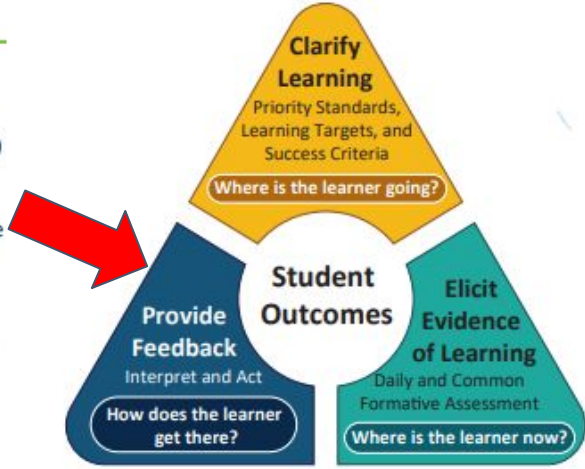 Clarify
Learning
Priority Standards,
Learning Targets, and
Success Criteria
Where is the learner going?
Student
Outcomes
Provide
Feedback
Interpret and Act
How does the learner
get there?
Elicit
Evidence
of Learning
Daily and Common
Formative Assessment
Where is the learner now?